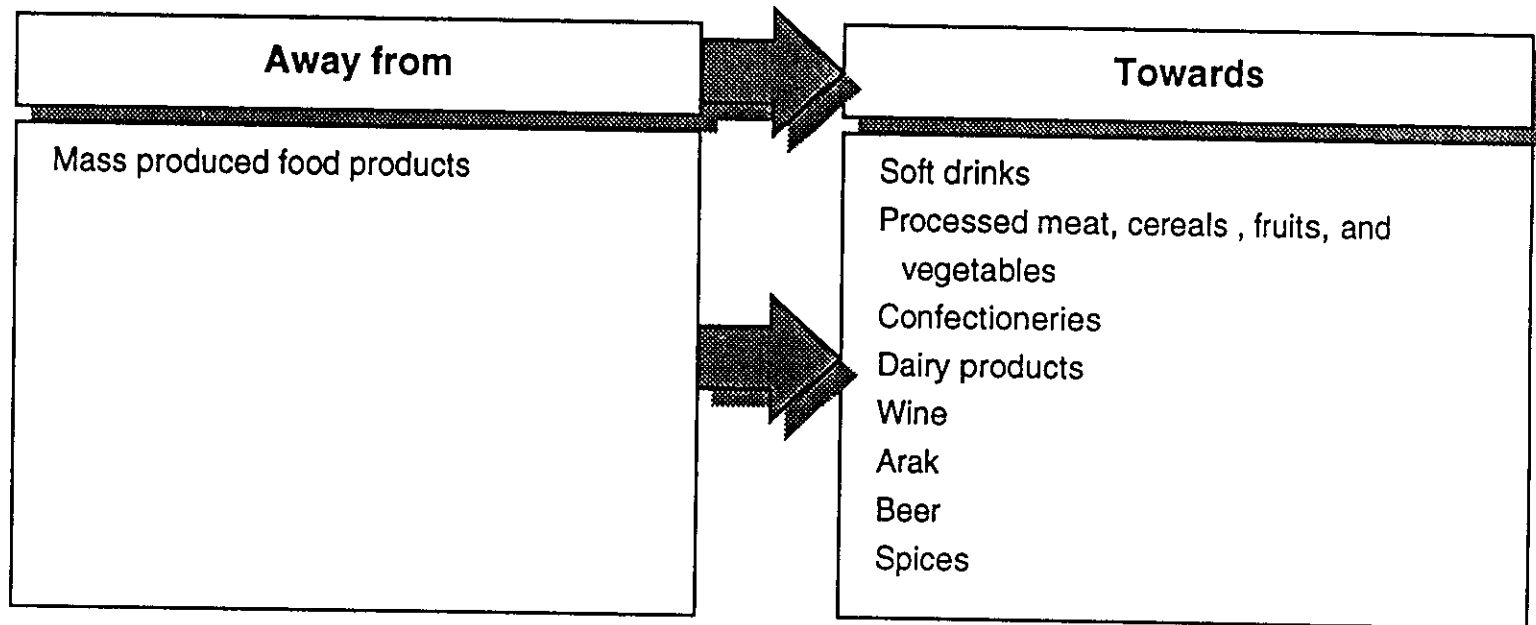 Away from
Towards
Mass produced food products
Soft drinks
Processed meat, cereals , fruits, and
vegetables
Confectioneries
Dairy products
Wine
Arak
Beer
Spices